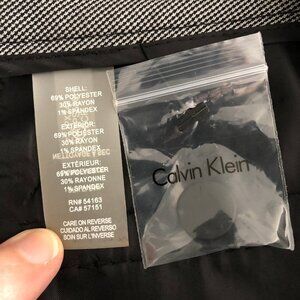 SHELL
69% POLYESTER
30% RAYON
1% SPANDEX
EXTERIOR:
69% POLYESTER
30% RAYON
1% SPANDEX
EXTÉRIEUR:
69% POLYESTER
30% RAYONNE
1% SPANDEX
RN# 54163
CA# 57151
CARE ON REVERSE
CUIDADO AL REVERSO
SOIN SUR L'INVERSE
Calvin Klein